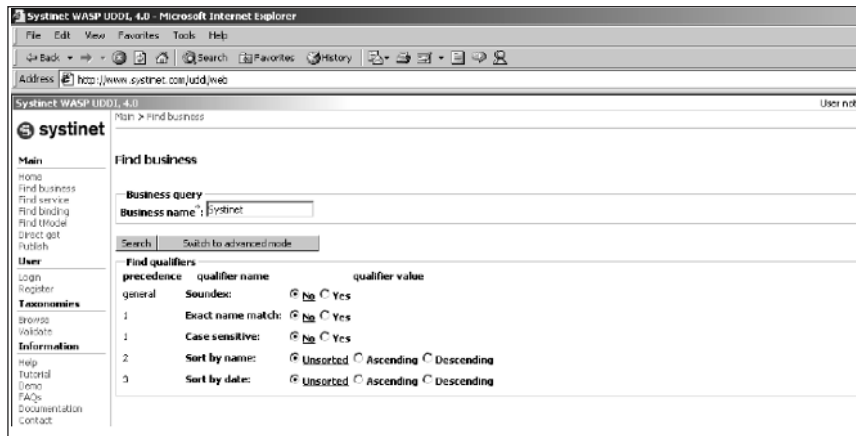 Systinet WASP UDDI, 4.0 - Microsoft Internet Explorer
File Edit View Favorites Tools Help
Back Search Favorites History
Address http://www.systinet.com/uddi/web
Systinet WASP UDDI, 4.0 User not
systinet
Main > Find business
Main
Home
Find business
Find service
Find binding
Find tModel
Direct get
Publish
User
Login
Register
Taxonomies
Browse
Validate
Information
Help
Tutorial
Demo
FAQs
Documentation
Contact
Find business
Business query
Business name*: Systinet
Search Switch to advanced mode
Find qualifiers
precedence qualifier name qualifier value
general Soundex: No Yes
1 Exact name match: No Yes
1 Case sensitive: No Yes
2 Sort by name: Unsorted Ascending Descending
3 Sort by date: Unsorted Ascending Descending